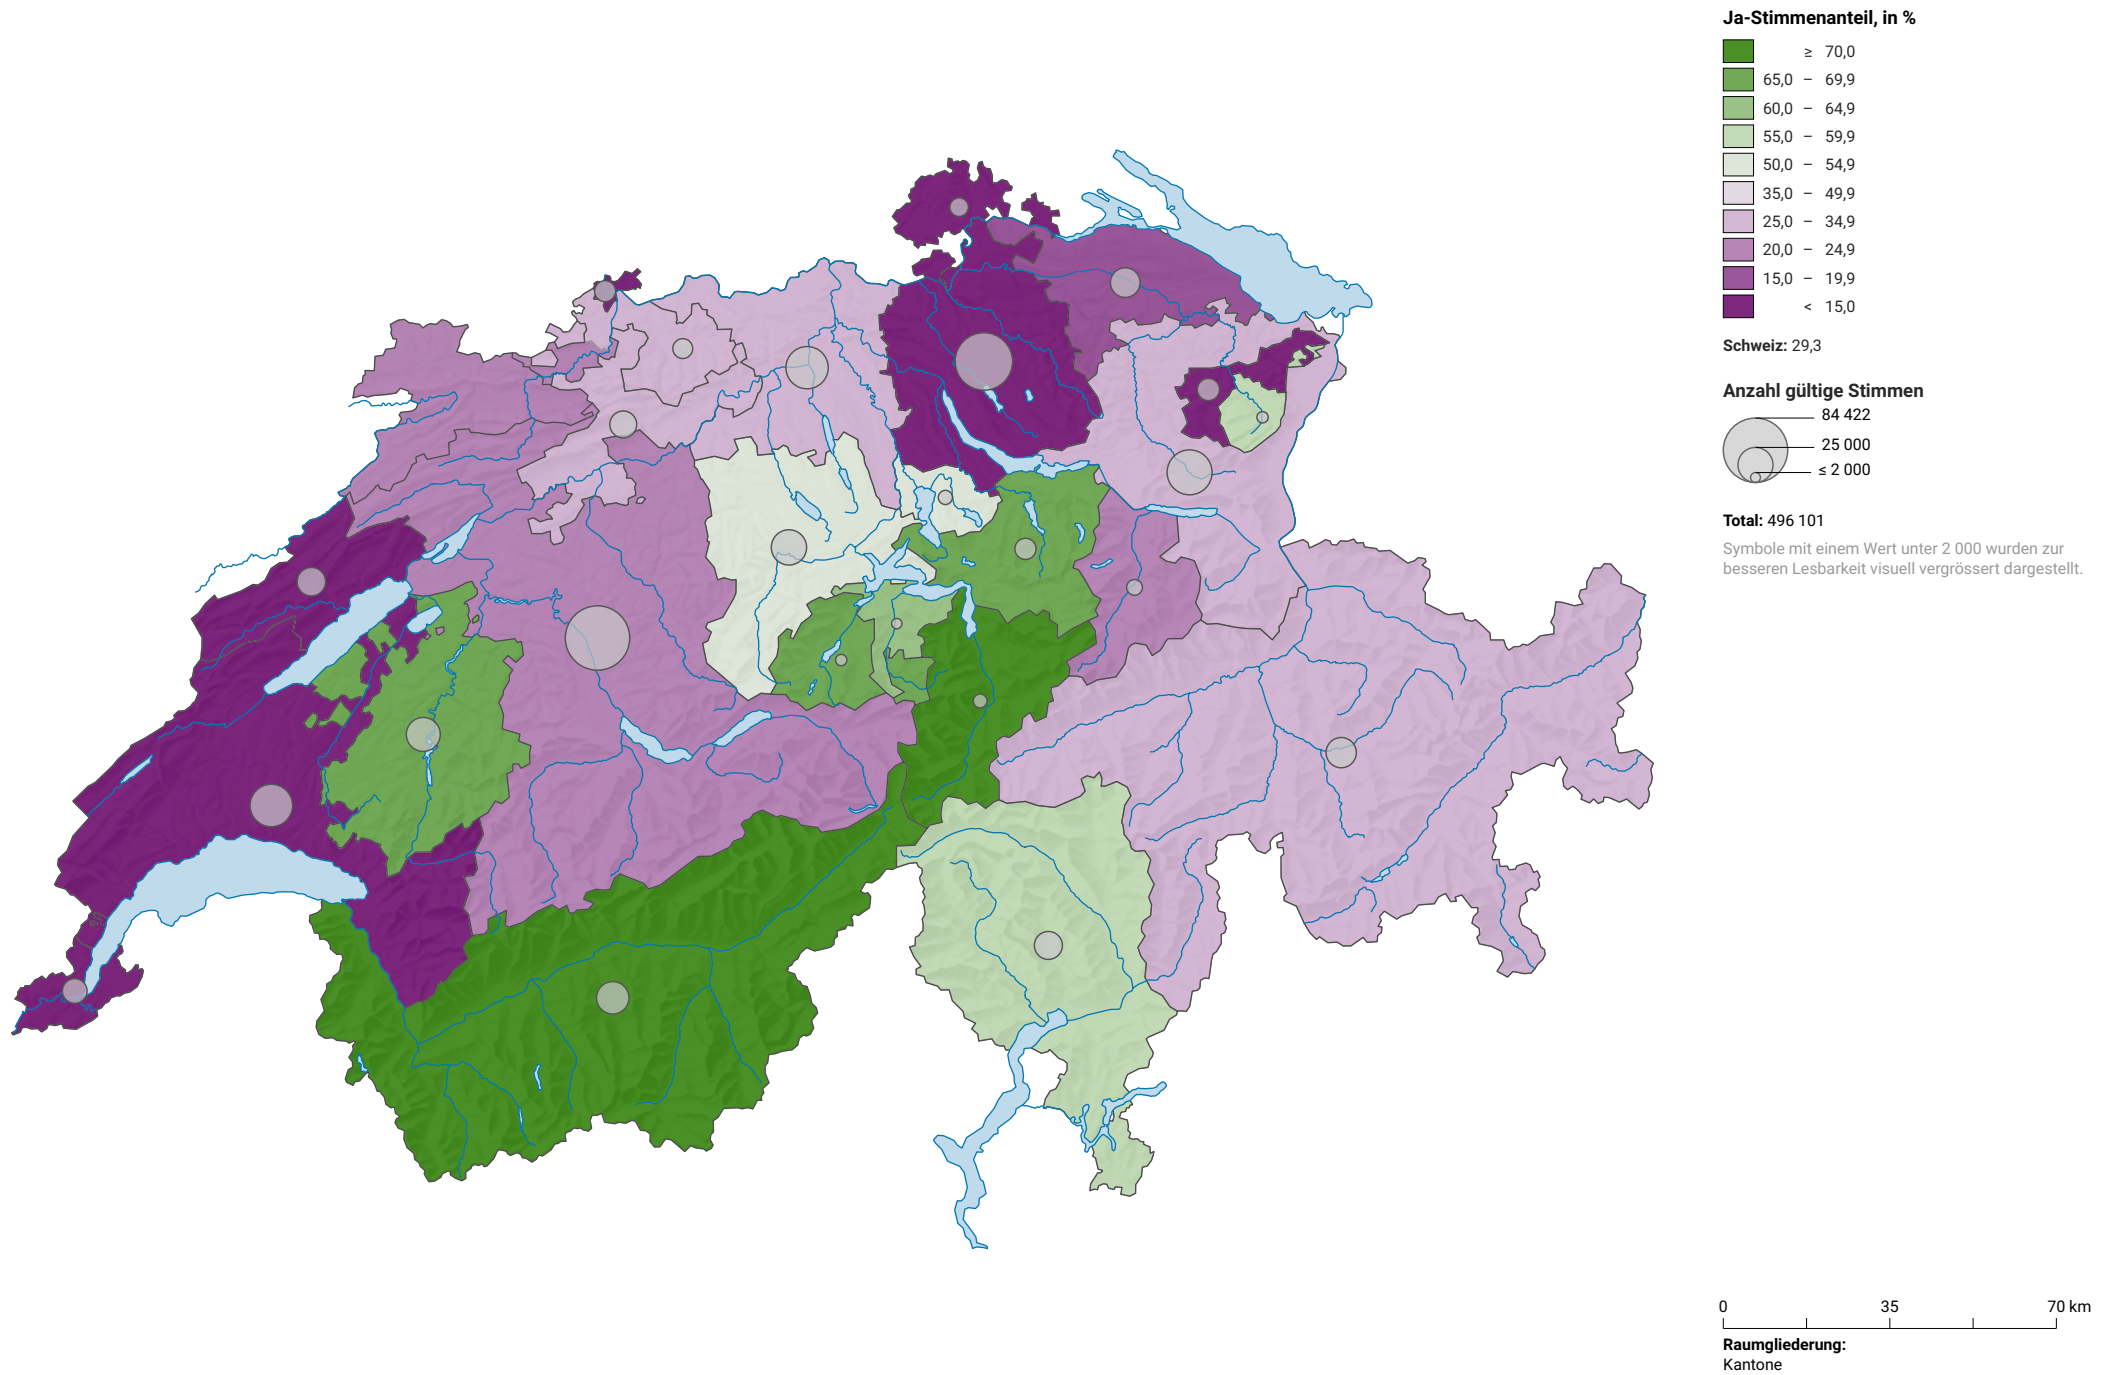 Ja-Stimmenanteil, in %
≥ 70,0
65,0 – 69,9
60,0 – 64,9
55,0 – 59,9
50,0 – 54,9
35,0 – 49,9
25,0 – 34,9
20,0 – 24,9
15,0 – 19,9
< 15,0
Schweiz: 29,3
Anzahl gültige Stimmen
84 422
25 000
≤ 2 000
Total: 496 101
Symbole mit einem Wert unter 2 000 wurden zur
besseren Lesbarkeit visuell vergrössert dargestellt.
0 35 70 km
Raumgliederung:
Kantone